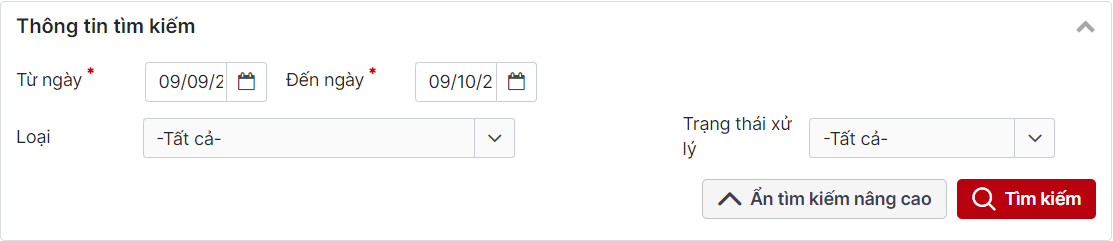 Thông tin tìm kiếm
Từ ngày * 09/09/2 Đến ngày * 09/10/2
Loại -Tất cả- Trạng thái xử lý -Tất cả-
Ẩn tìm kiếm nâng cao Tìm kiếm